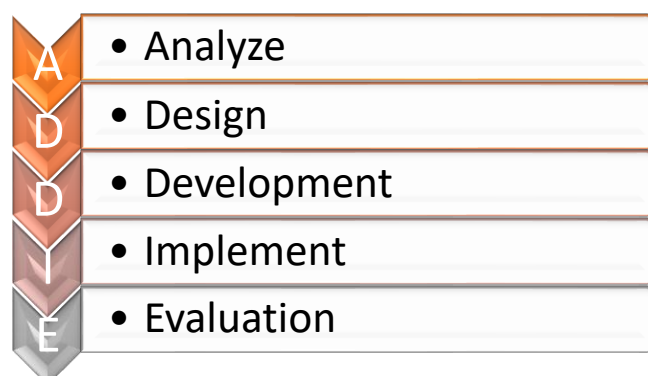 A • Analyze
D • Design
D • Development
I • Implement
E • Evaluation